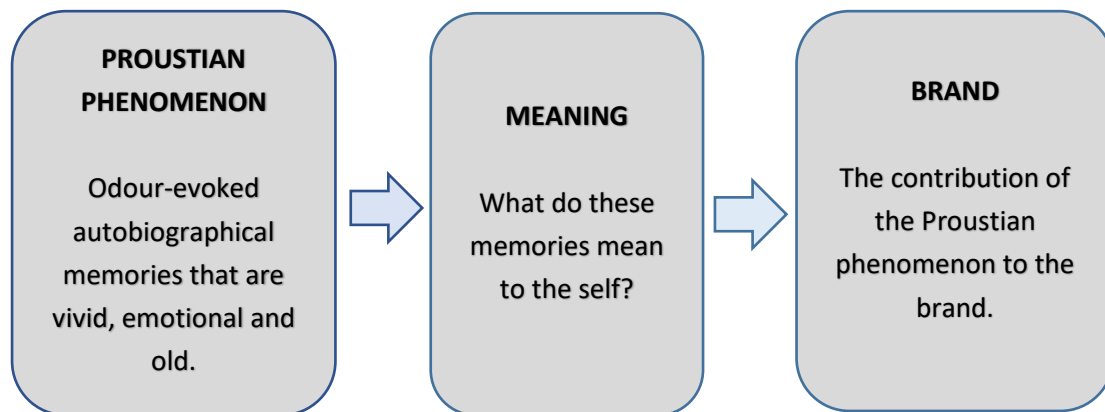 PROUSTIAN
PHENOMENON
Odour-evoked
autobiographical
memories that are
vivid, emotional and
old.
MEANING
What do these
memories mean
to the self?
BRAND
The contribution of
the Proustian
phenomenon to the
brand.